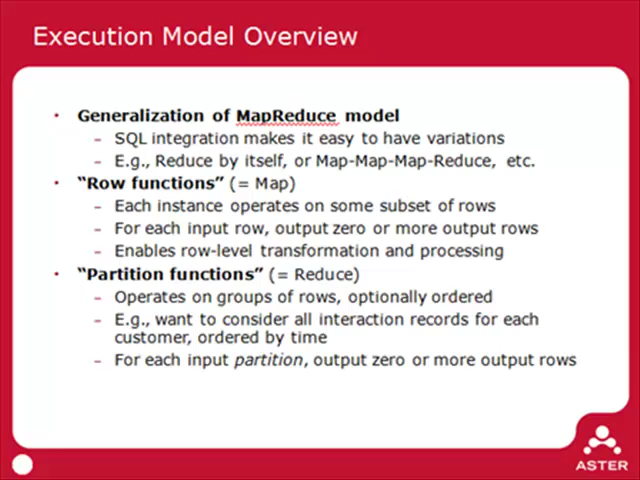 Execution Model Overview
• Generalization of MapReduce model
– SQL integration makes it easy to have variations
– E.g., Reduce by itself, or Map-Map-Map-Reduce, etc.
• “Row functions” (= Map)
– Each instance operates on some subset of rows
– For each input row, output zero or more output rows
– Enables row-level transformation and processing
• “Partition functions” (= Reduce)
– Operates on groups of rows, optionally ordered
– E.g., want to consider all interaction records for each
customer, ordered by time
– For each input partition, output zero or more output rows
ASTER